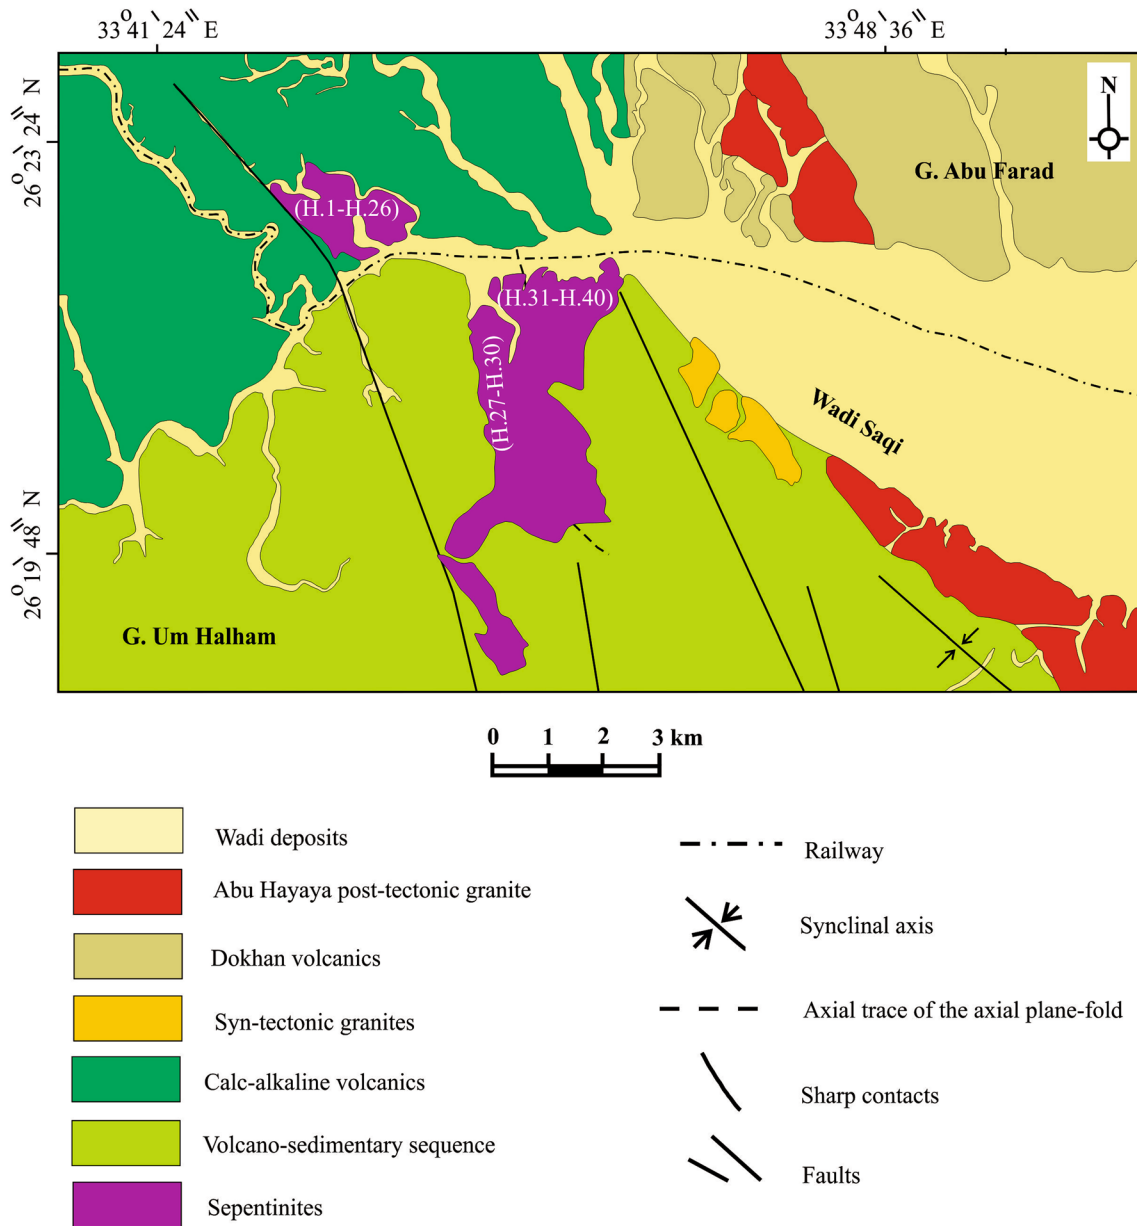 33° 41′ 24″ E
33° 48′ 36″ E
26° 23′ 24″ N
N
G. Abu Farad
(H.1-H.26)
(H.31-H.40)
(H.27-H.30)
Wadi Saqi
26° 19′ 48″ N
G. Um Halham
0 1 2 3 km
Wadi deposits
Abu Hayaya post-tectonic granite
Dokhan volcanics
Syn-tectonic granites
Calc-alkaline volcanics
Volcano-sedimentary sequence
Sepentinites
Railway
Synclinal axis
Axial trace of the axial plane-fold
Sharp contacts
Faults